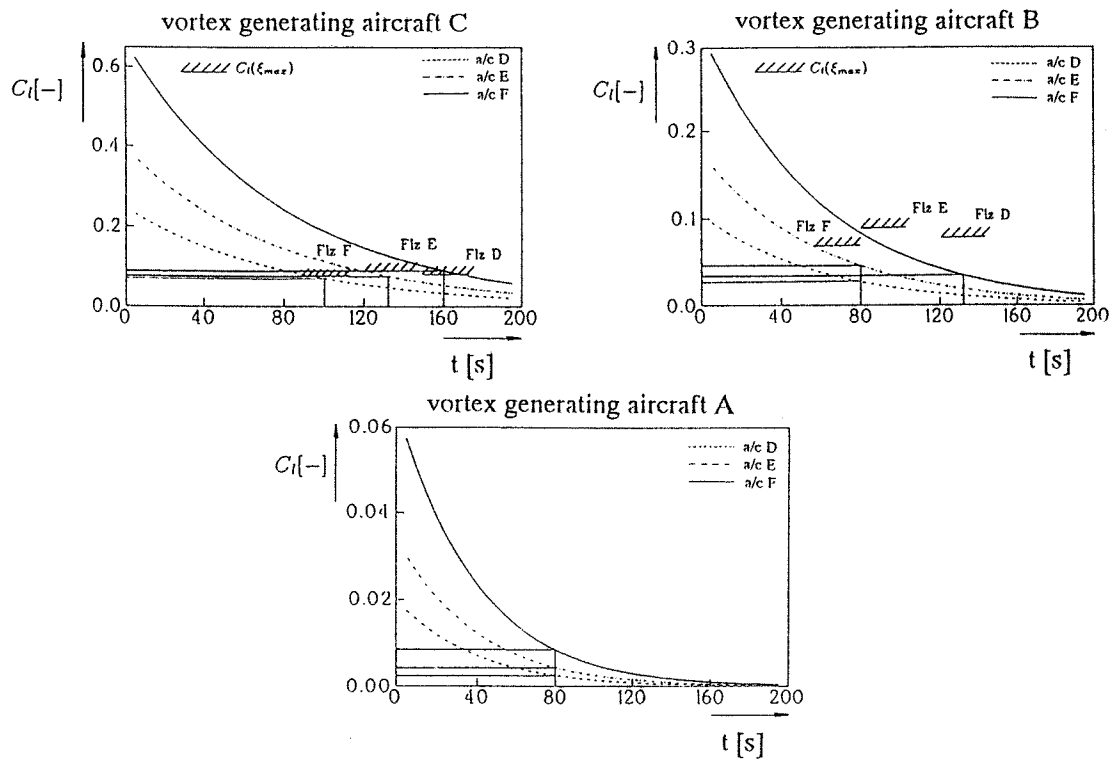 vortex generating aircraft C
C_l[−]
0.6
0.4
0.2
0.0
C_l(ξ_max)
a/c D
a/c E
a/c F
Flz F
Flz E
Flz D
0 40 80 120 160 200
t [s]
vortex generating aircraft B
C_l[−]
0.3
0.2
0.1
0.0
C_l(ξ_max)
a/c D
a/c E
a/c F
Flz F
Flz E
Flz D
0 40 80 120 160 200
t [s]
vortex generating aircraft A
C_l[−]
0.06
0.04
0.02
0.00
a/c D
a/c E
a/c F
0 40 80 120 160 200
t [s]